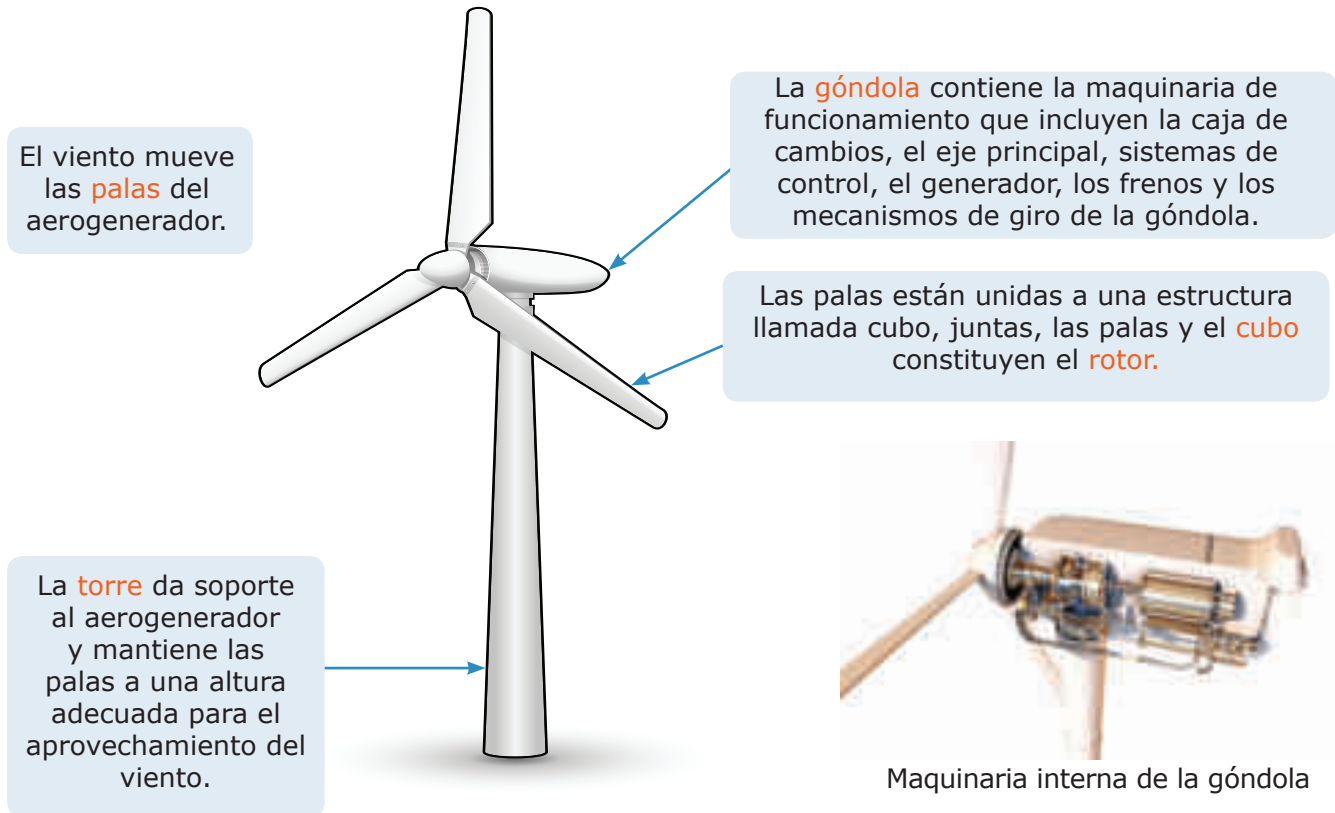 El viento mueve
las palas del
aerogenerador.
La góndola contiene la maquinaria de
funcionamiento que incluyen la caja de
cambios, el eje principal, sistemas de
control, el generador, los frenos y los
mecanismos de giro de la góndola.
Las palas están unidas a una estructura
llamada cubo, juntas, las palas y el cubo
constituyen el rotor.
La torre da soporte
al aerogenerador
y mantiene las
palas a una altura
adecuada para el
aprovechamiento del
viento.
Maquinaria interna de la góndola